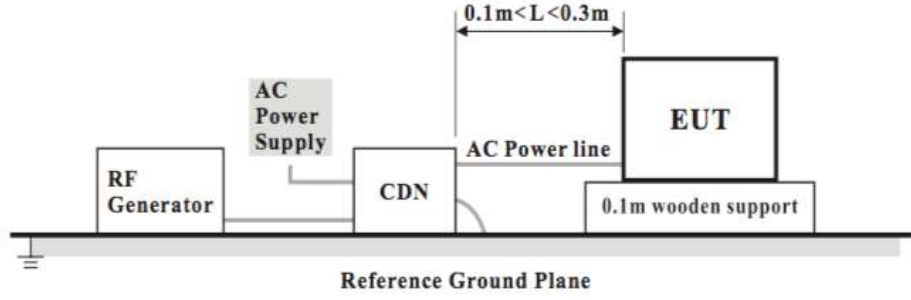 0.1m< L <0.3m
AC
Power
Supply
EUT
AC Power line
RF
Generator
CDN
0.1m wooden support
Reference Ground Plane